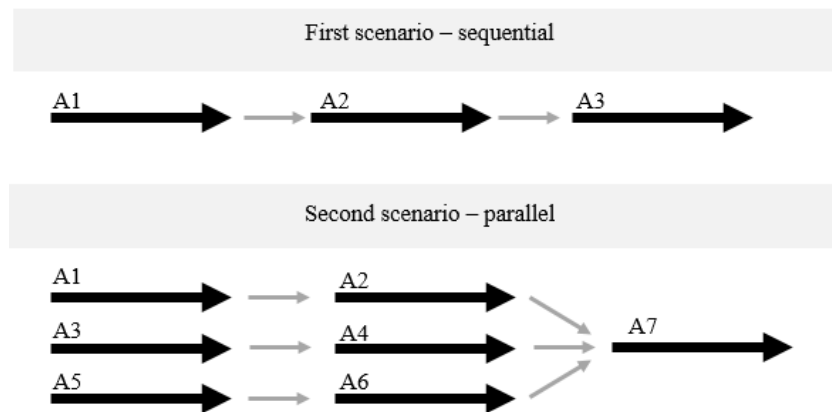 First scenario – sequential
A1 A2 A3
Second scenario – parallel
A1 A2
A3 A4 A7
A5 A6